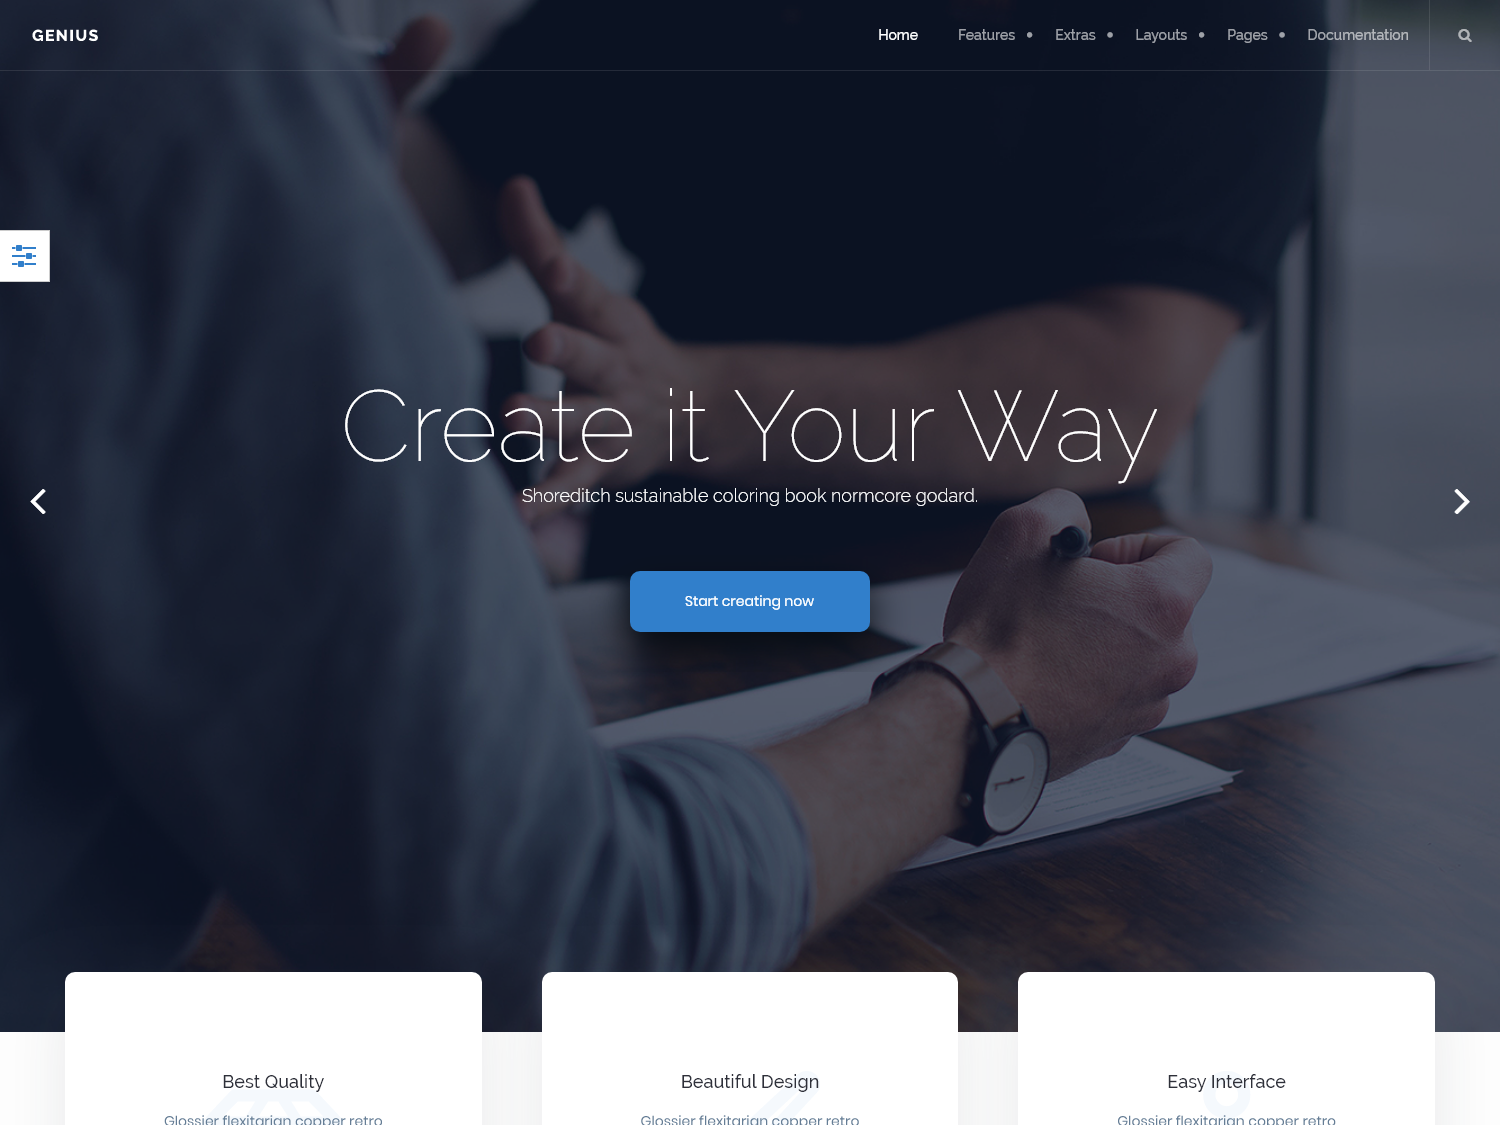 GENIUS
Home Features Extras Layouts Pages Documentation
Create it Your Way
Shoreditch sustainable coloring book normcore godard.
Start creating now
Best Quality
Beautiful Design
Easy Interface
Glossier flexitarian copper retro
Glossier flexitarian copper retro
Glossier flexitarian copper retro